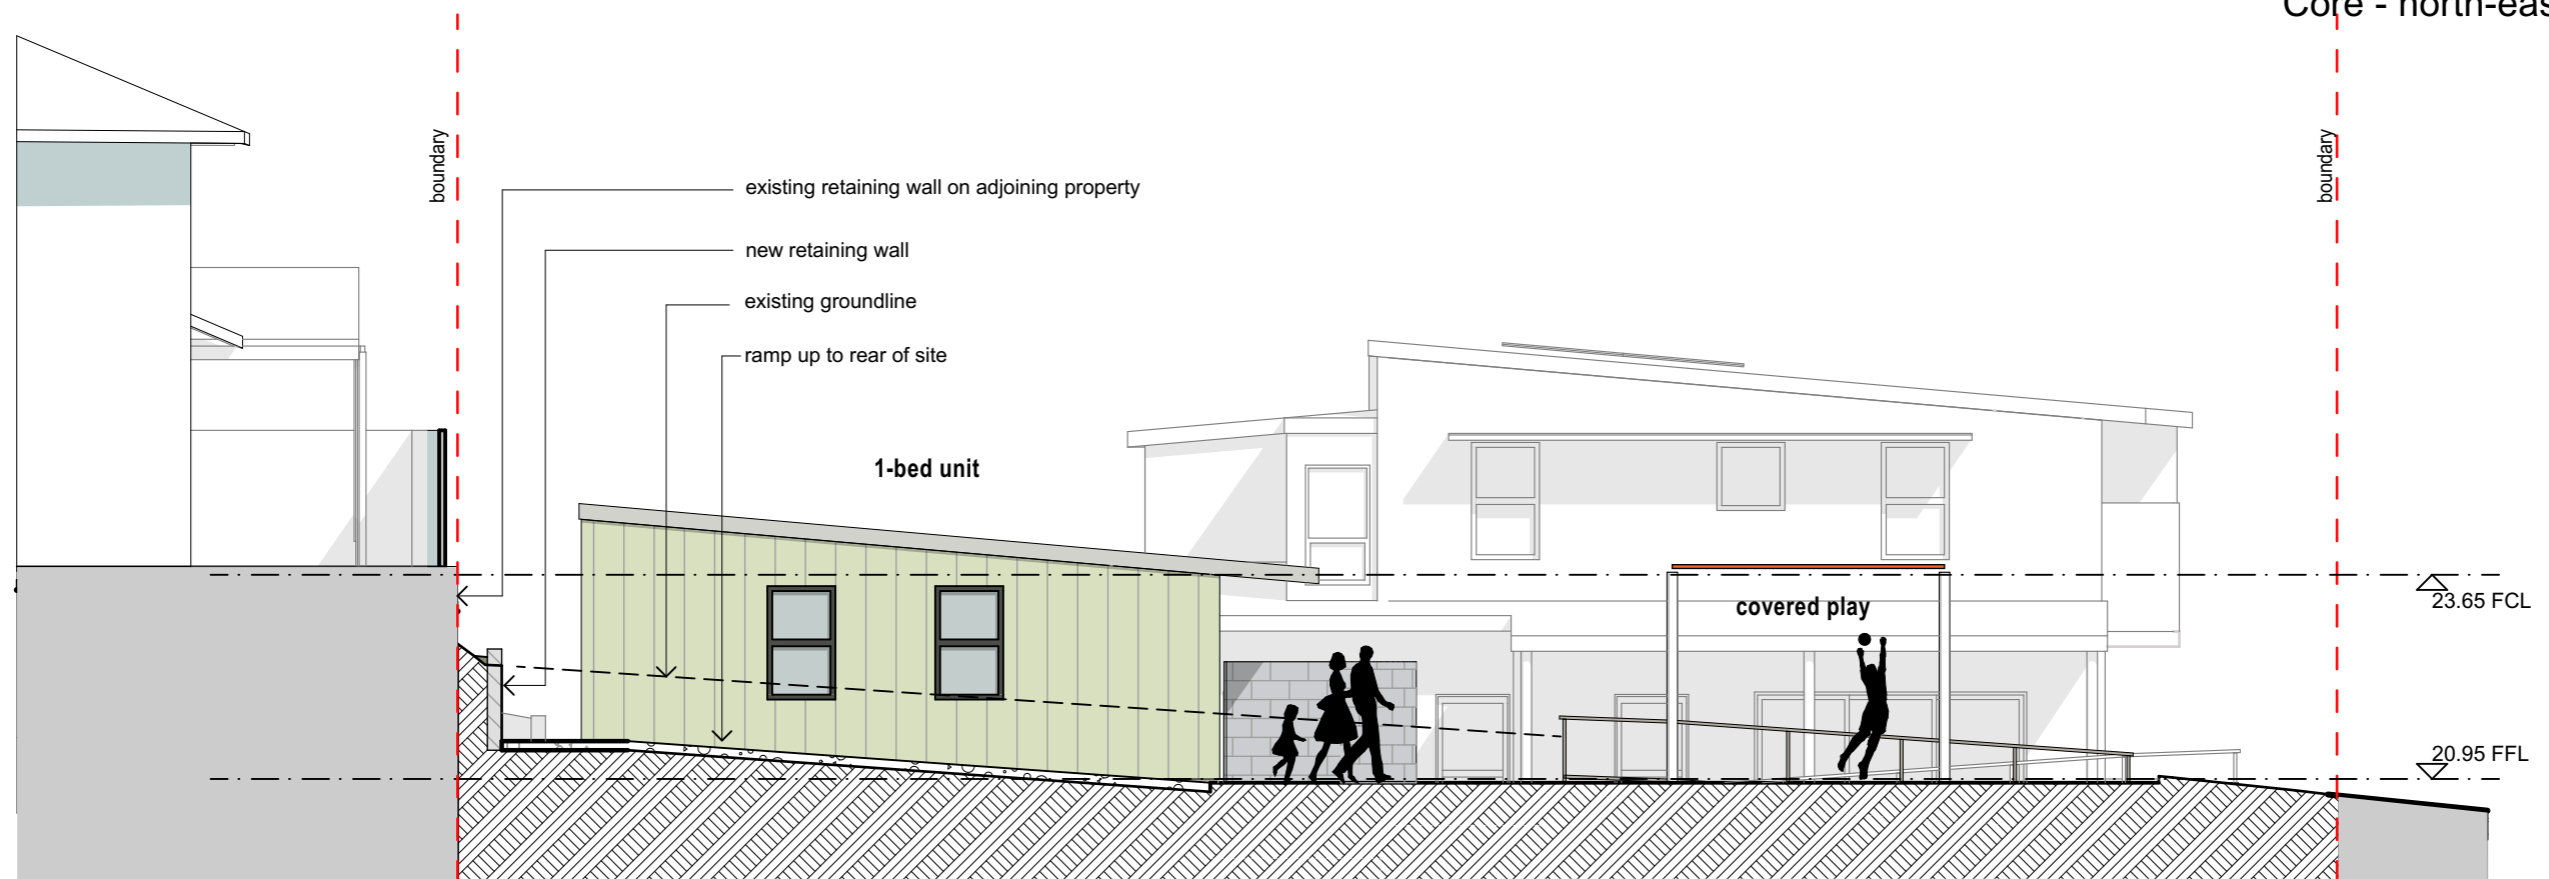 Core - north-eas
boundary
boundary
existing retaining wall on adjoining property
new retaining wall
existing groundline
ramp up to rear of site
1-bed unit
23.65 FCL
covered play
20.95 FFL